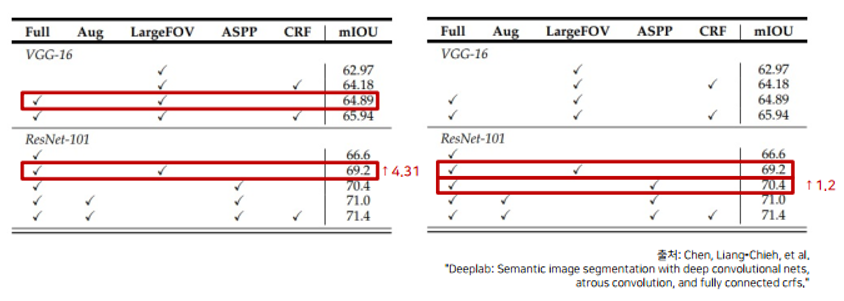 Full Aug LargeFOV ASPP CRF mIOU
VGG-16
✓ 62.97
✓ ✓ 64.18
✓ ✓ 64.89
✓ ✓ ✓ 65.94
ResNet-101
✓ 66.6
✓ ✓ 69.2 ↑4.31
✓ ✓ 70.4
✓ ✓ ✓ 71.0
✓ ✓ ✓ ✓ 71.4
Full Aug LargeFOV ASPP CRF mIOU
VGG-16
✓ 62.97
✓ ✓ 64.18
✓ ✓ 64.89
✓ ✓ ✓ 65.94
ResNet-101
✓ 66.6
✓ ✓ 69.2
✓ ✓ 70.4 ↑1.2
✓ ✓ ✓ 71.0
✓ ✓ ✓ ✓ 71.4
출처: Chen, Liang-Chieh, et al.
"Deeplab: Semantic image segmentation with deep convolutional nets,
atrous convolution, and fully connected crfs."